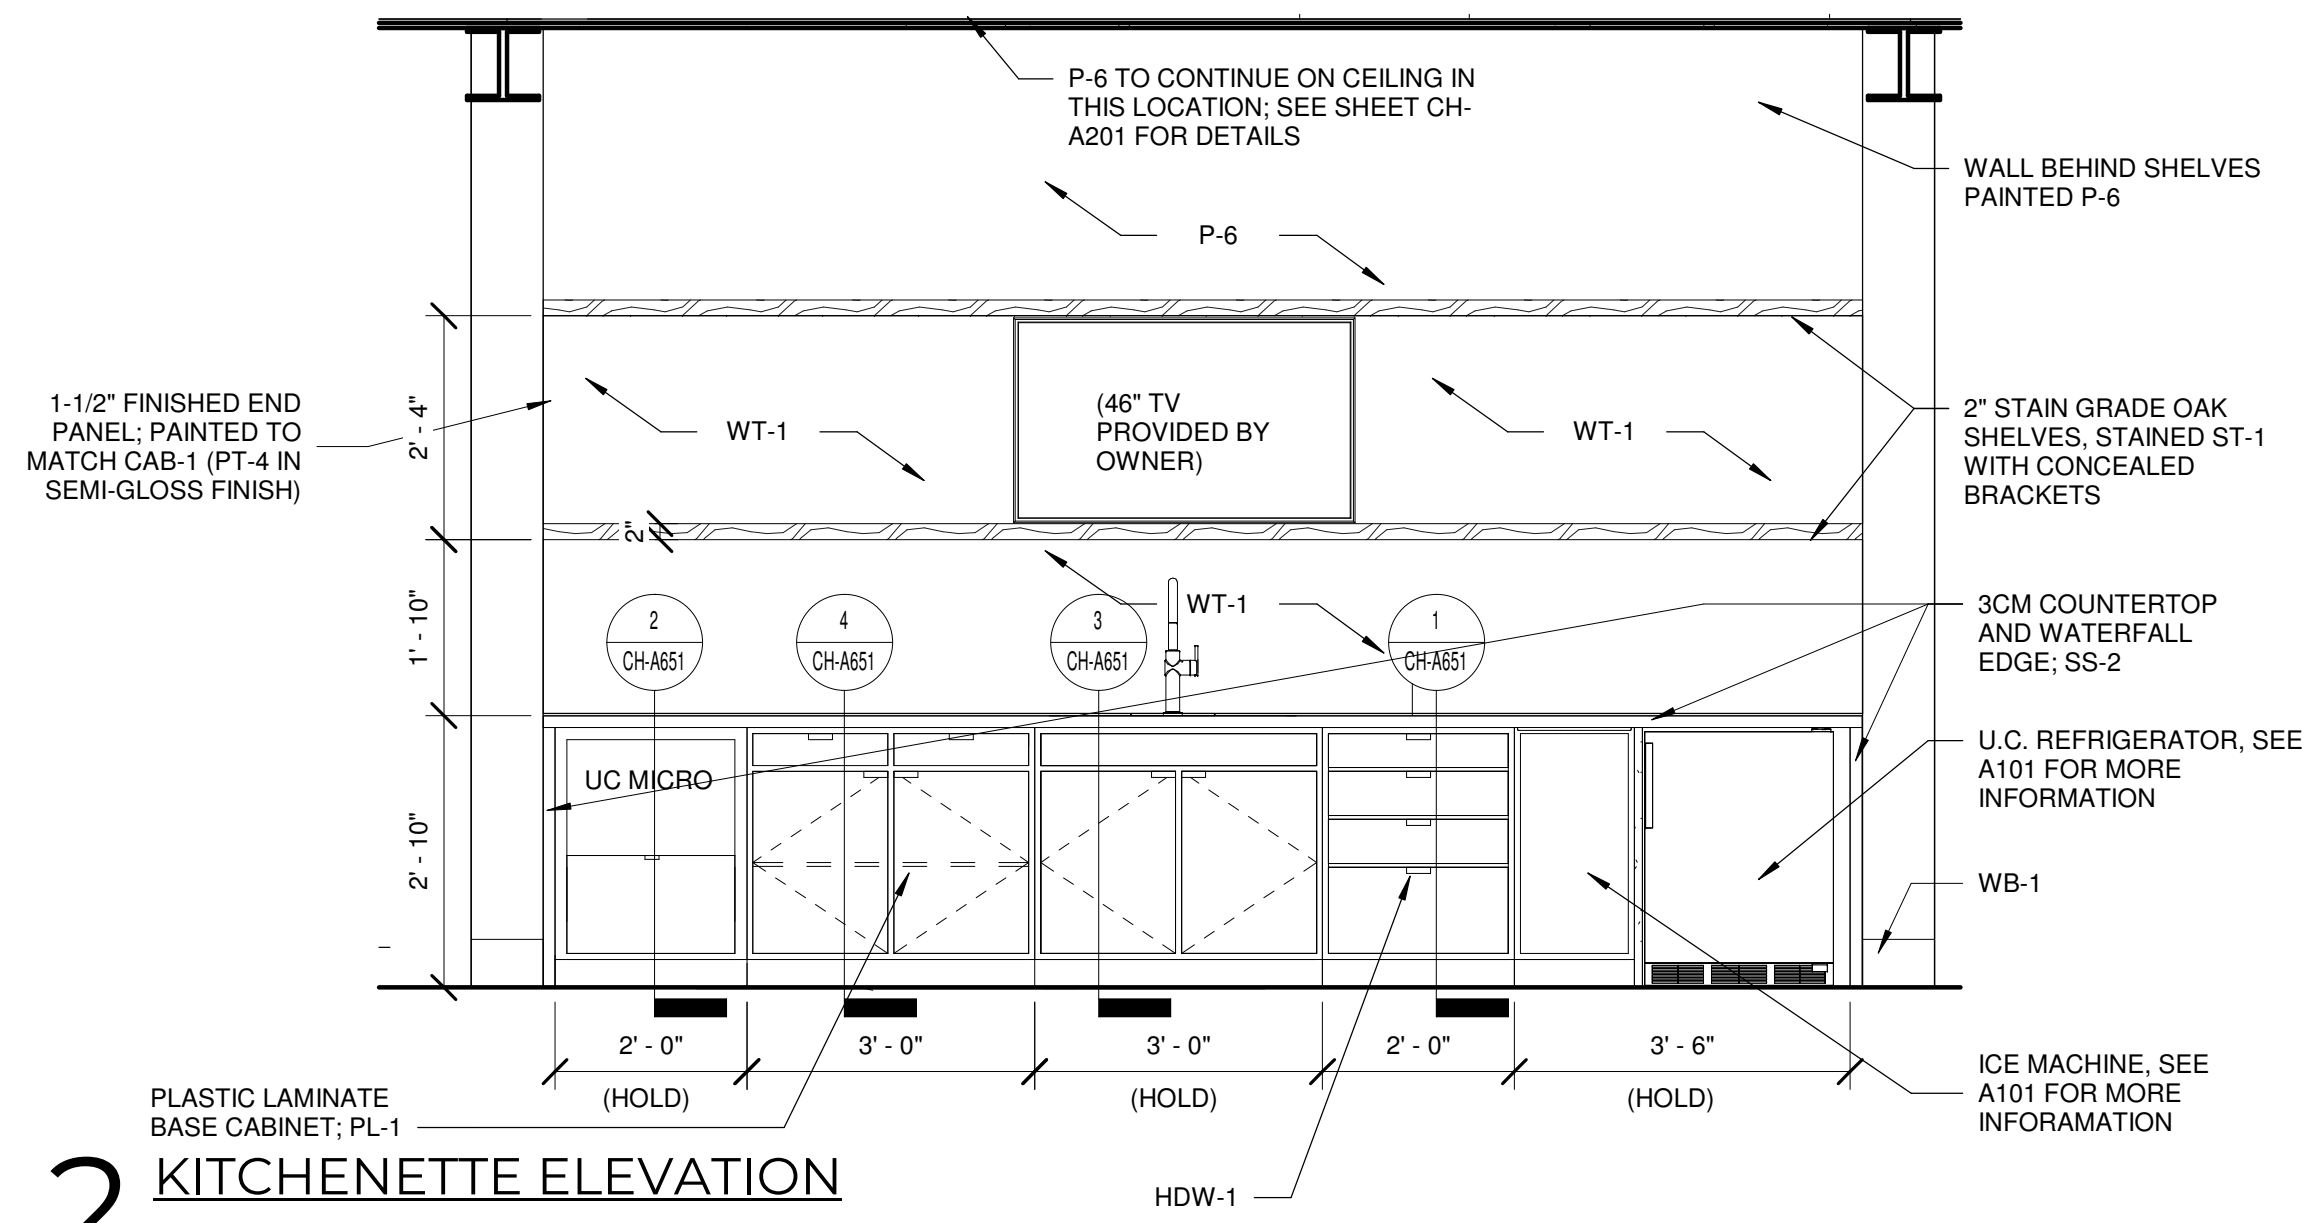 P-6 TO CONTINUE ON CEILING IN
THIS LOCATION; SEE SHEET CH-
A201 FOR DETAILS
WALL BEHIND SHELVES
PAINTED P-6
P-6
1-1/2" FINISHED END
PANEL; PAINTED TO
MATCH CAB-1 (PT-4 IN
SEMI-GLOSS FINISH)
2' - 4"
WT-1
(46" TV
PROVIDED BY
OWNER)
WT-1
2" STAIN GRADE OAK
SHELVES, STAINED ST-1
WITH CONCEALED
BRACKETS
2"
1' - 10"
2
CH-A651
4
CH-A651
3
CH-A651
WT-1
1
CH-A651
3CM COUNTERTOP
AND WATERFALL
EDGE; SS-2
UC MICRO
U.C. REFRIGERATOR, SEE
A101 FOR MORE
INFORMATION
2' - 10"
WB-1
2' - 0"
(HOLD)
3' - 0"
3' - 0"
(HOLD)
2' - 0"
3' - 6"
(HOLD)
ICE MACHINE, SEE
A101 FOR MORE
INFORAMATION
PLASTIC LAMINATE
BASE CABINET; PL-1
HDW-1
2
KITCHENETTE ELEVATION